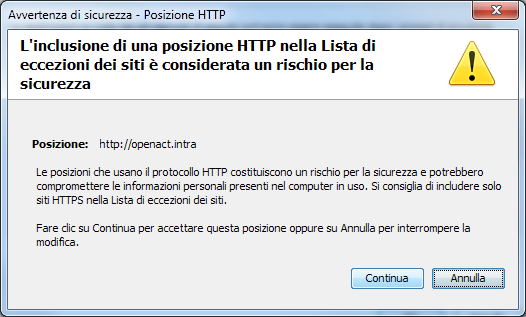 Avvertenza di sicurezza - Posizione HTTP
L'inclusione di una posizione HTTP nella Lista di
eccezioni dei siti è considerata un rischio per la
sicurezza
Posizione: http://openact.intra
Le posizioni che usano il protocollo HTTP costituiscono un rischio per la sicurezza e potrebbero
compromettere le informazioni personali presenti nel computer in uso. Si consiglia di includere solo
siti HTTPS nella Lista di eccezioni dei siti.
Fare clic su Continua per accettare questa posizione oppure su Annulla per interrompere la
modifica.
Continua Annulla